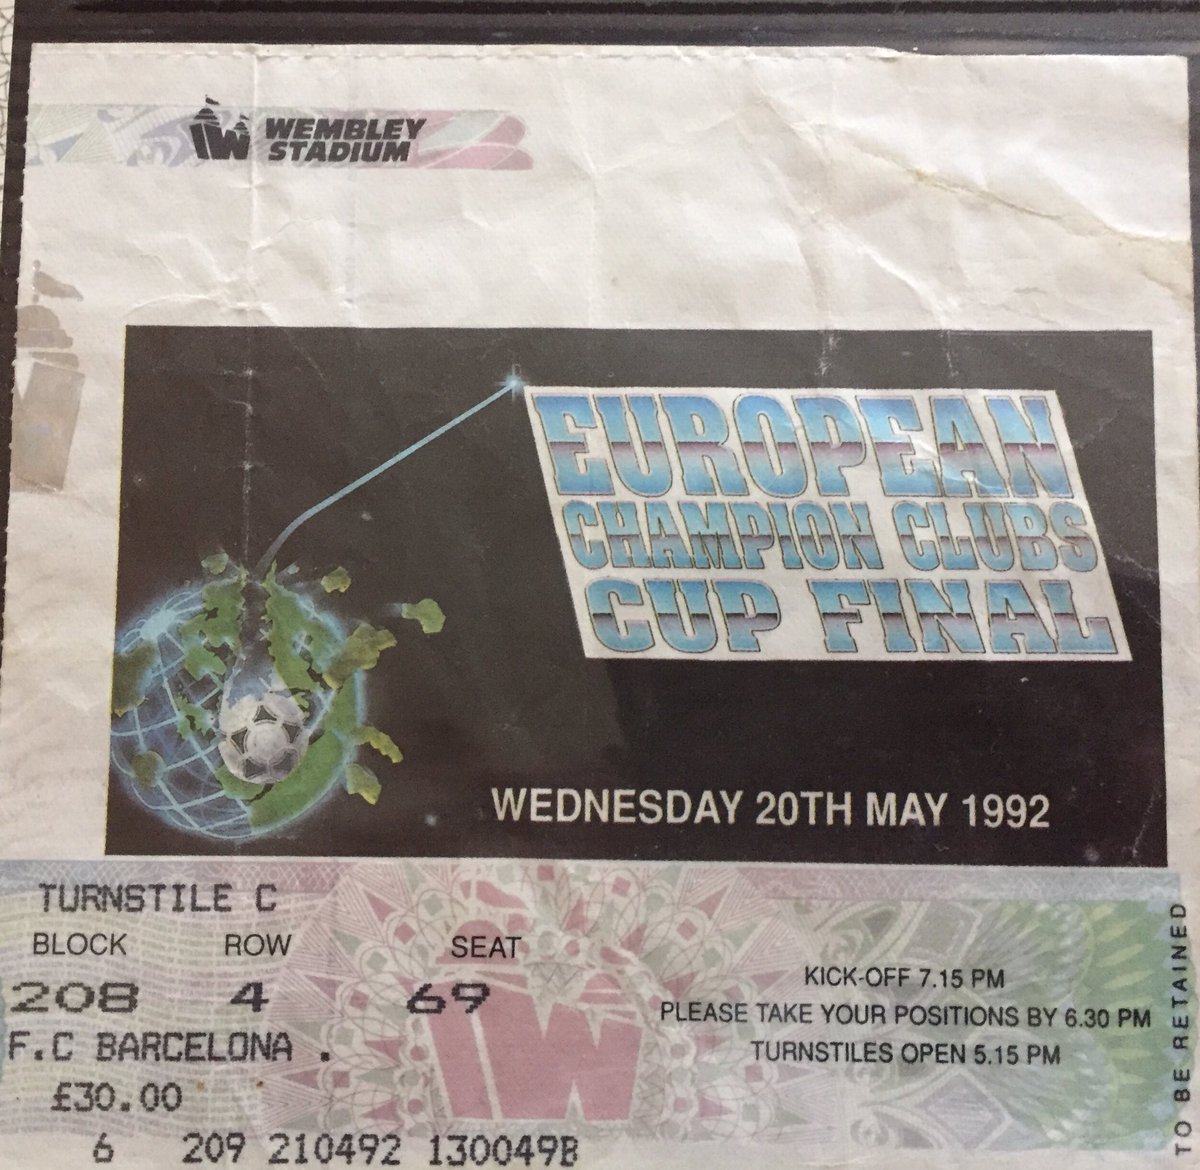 WEMBLEY
STADIUM
EUROPEAN
CHAMPION CLUBS
CUP FINAL
WEDNESDAY 20TH MAY 1992
TURNSTILE C
BLOCK ROW SEAT
208 4 69
F.C BARCELONA .
£30.00
6 209 210492 130049B
KICK-OFF 7.15 PM
PLEASE TAKE YOUR POSITIONS BY 6.30 PM
TURNSTILES OPEN 5.15 PM
TO BE RETAINED